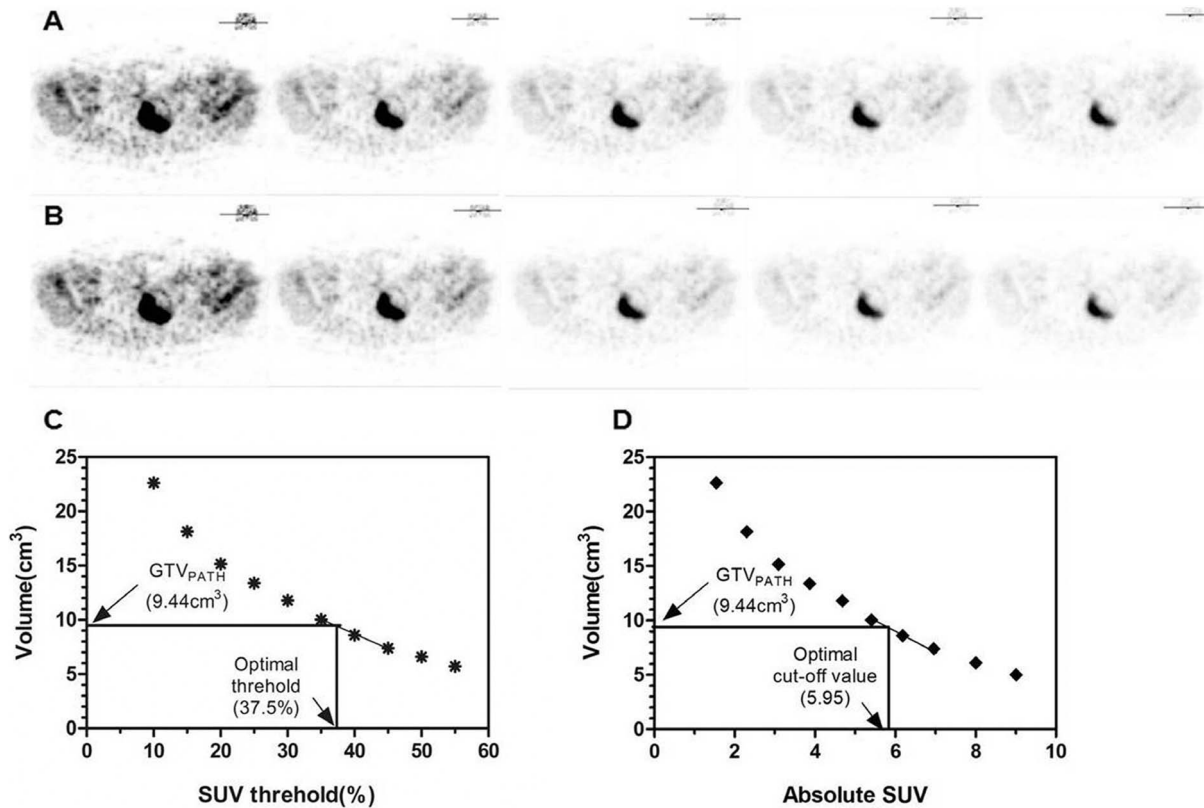 A
B
C
25
20
15
10
5
0
Volume(cm³)
GTV_PATH
(9.44cm³)
Optimal
threhold
(37.5%)
0 10 20 30 40 50 60
SUV threhold(%)
D
25
20
15
10
5
0
Volume(cm³)
GTV_PATH
(9.44cm³)
Optimal
cut-off value
(5.95)
0 2 4 6 8 10
Absolute SUV